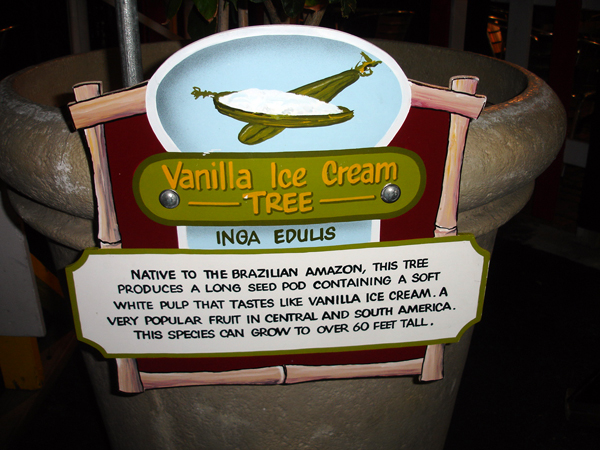 Vanilla Ice Cream
TREE
INGA EDULIS
NATIVE TO THE BRAZILIAN AMAZON, THIS TREE
PRODUCES A LONG SEED POD CONTAINING A SOFT
WHITE PULP THAT TASTES LIKE VANILLA ICE CREAM. A
VERY POPULAR FRUIT IN CENTRAL AND SOUTH AMERICA.
THIS SPECIES CAN GROW TO OVER 60 FEET TALL.